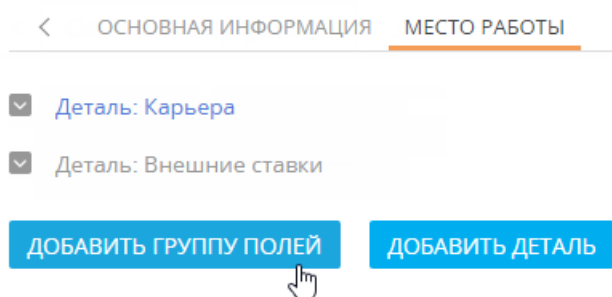 ОСНОВНАЯ ИНФОРМАЦИЯ МЕСТО РАБОТЫ
Деталь: Карьера
Деталь: Внешние ставки
ДОБАВИТЬ ГРУППУ ПОЛЕЙ ДОБАВИТЬ ДЕТАЛЬ